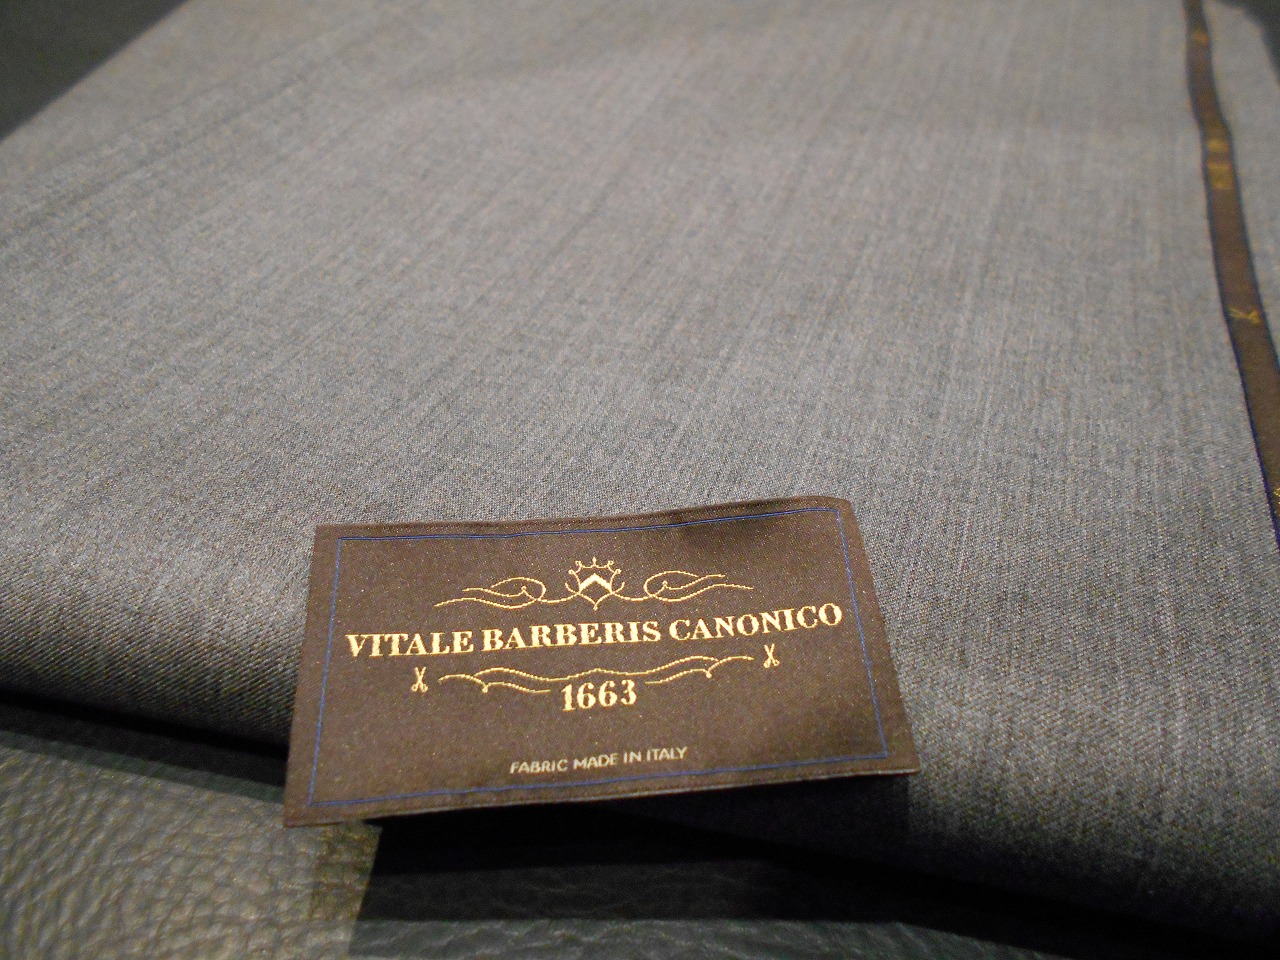 VITALE BARBERIS CANONICO
1663
FABRIC MADE IN ITALY